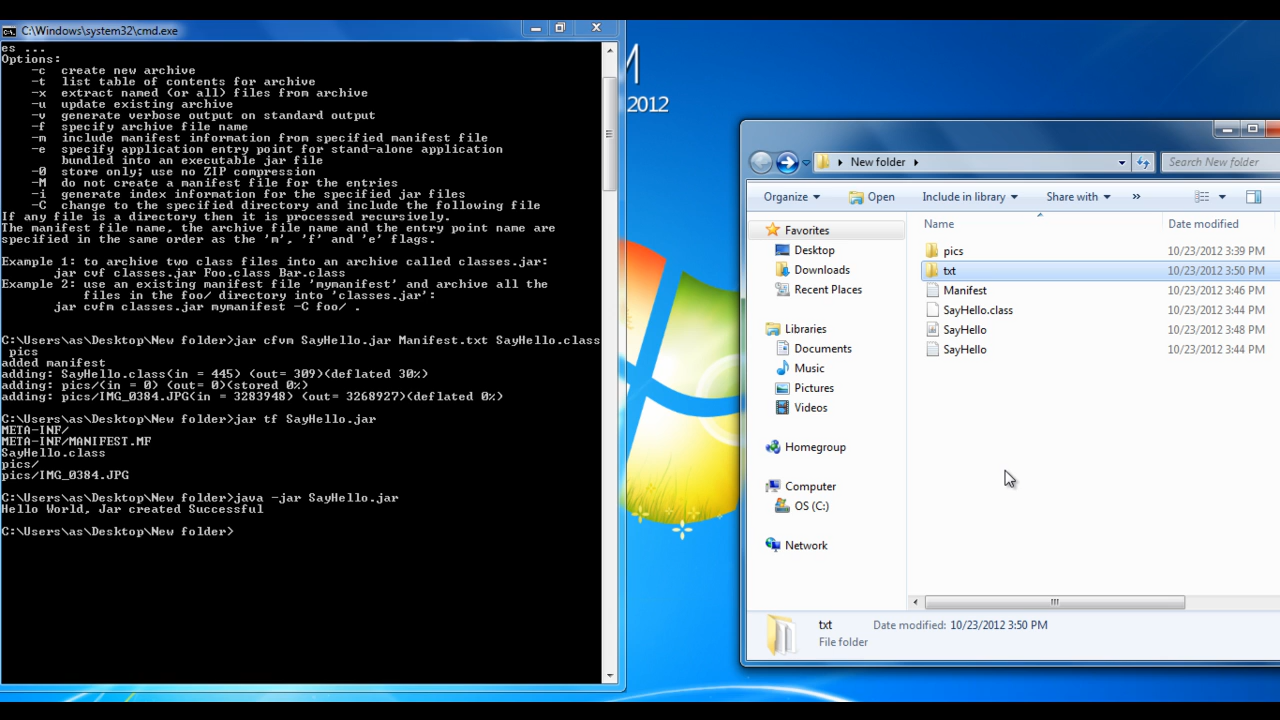 C:\Windows\system32\cmd.exe
es ...
Options:
-c create new archive
-t list table of contents for archive
-x extract named (or all) files from archive
-u update existing archive
-v generate verbose output on standard output
-f specify archive file name
-m include manifest information from specified manifest file
-e specify application entry point for stand-alone application
bundled into an executable jar file
-0 store only; use no ZIP compression
-M do not create a manifest file for the entries
-i generate index information for the specified jar files
-C change to the specified directory and include the following file
If any file is a directory then it is processed recursively.
The manifest file name, the archive file name and the entry point name are
specified in the same order as the 'm', 'f' and 'e' flags.
Example 1: to archive two class files into an archive called classes.jar:
jar cvf classes.jar Foo.class Bar.class
Example 2: use an existing manifest file 'mymanifest' and archive all the
files in the foo/ directory into 'classes.jar':
jar cvfm classes.jar mymanifest -C foo/ .
C:\Users\as\Desktop\New folder>jar cfvm SayHello.jar Manifest.txt SayHello.class
pics
added manifest
adding: SayHello.class(in = 445) (out= 309)(deflated 30%)
adding: pics/(in = 0) (out= 0)(stored 0%)
adding: pics/IMG_0384.JPG(in = 3283948) (out= 3268927)(deflated 0%)
C:\Users\as\Desktop\New folder>jar tf SayHello.jar
META-INF/
META-INF/MANIFEST.MF
SayHello.class
pics/
pics/IMG_0384.JPG
C:\Users\as\Desktop\New folder>java -jar SayHello.jar
Hello World, Jar created Successful
C:\Users\as\Desktop\New folder>
M
2012
New folder
Search New folder
Organize Open Include in library Share with »
Name Date modified
Favorites
Desktop
Downloads
Recent Places
Libraries
Documents
Music
Pictures
Videos
Homegroup
Computer
OS (C:)
Network
pics 10/23/2012 3:39 PM
txt 10/23/2012 3:50 PM
Manifest 10/23/2012 3:46 PM
SayHello.class 10/23/2012 3:44 PM
SayHello 10/23/2012 3:48 PM
SayHello 10/23/2012 3:44 PM
txt Date modified: 10/23/2012 3:50 PM
File folder